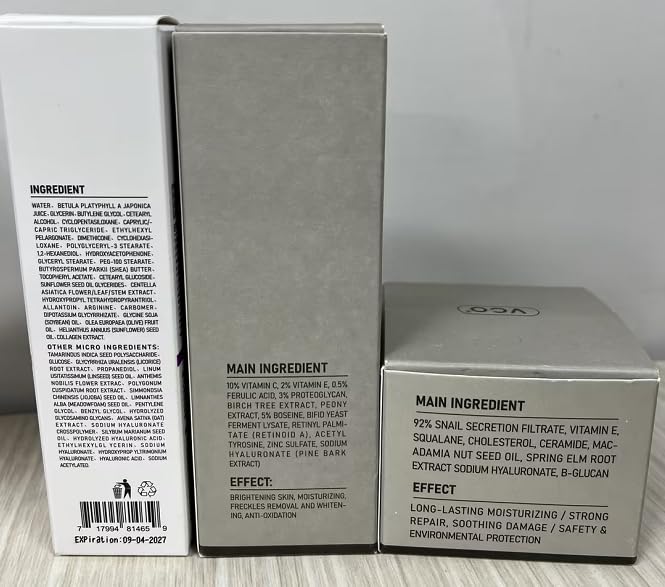 INGREDIENT
WATER· BETULA PLATYPHYLL A JAPONICA
JUICE· GLYCERIN· BUTYLENE GLYCOL· CETEARYL
ALCOHOL· CYCLOPENTASILOXANE· CAPRYLIC/-
CAPRIC TRIGLYCERIDE · ETHYLHEXYL
PELARGONATE· DIMETHICONE· CYCLOHEXASI-
LOXANE· POLYGLYCERYL-3 STEARATE·
1,2-HEXANEDIOL· HYDROXYACETOPHENONE·
GLYCERYL STEARATE· PEG-100 STEARATE·
BUTYROSPERMUM PARKII (SHEA) BUTTER·
TOCOPHERYL ACETATE· CETEARYL GLUCOSIDE·
SUNFLOWER SEED OIL GLYCERIDES· CENTELLA
ASIATICA FLOWER/LEAF/STEM EXTRACT·
HYDROXYPROPYL TETRAHYDROPYRANTRIOL·
ALLANTOIN· ARGININE· CARBOMER·
DIPOTASSIUM GLYCYRRHIZATE· GLYCINE SOJA
(SOYBEAN) OIL· OLEA EUROPAEA (OLIVE) FRUIT
OIL· HELIANTHUS ANNUUS (SUNFLOWER) SEED
OIL· COLLAGEN EXTRACT·
OTHER MICRO INGREDIENTS:
TAMARINDUS INDICA SEED POLYSACCHARIDE·
GLUCOSE· GLYCYRRHIZA URALENSIS (LICORICE)
ROOT EXTRACT· PROPANEDIOL· LINUM
USITATISSIMUM (LINSEED) SEED OIL· ANTHEMIS
NOBILIS FLOWER EXTRACT· POLYGONUM
CUSPIDATUM ROOT EXTRACT· SIMMONDSIA
CHINENSIS (JOJOBA) SEED OIL· LIMNANTHES
ALBA (MEADOWFOAM) SEED OIL· PENTYLENE
GLYCOL· BENZYL GLYCOL· HYDROLYZED
GLYCOSAMINO GLYCANS· AVENA SATIVA (OAT)
EXTRACT· SODIUM HYALURONATE
CROSSPOLYMER· SILYBUM MARIANUM SEED
OIL· HYDROLYZED HYALURONIC ACID·
ETHYLHEXYLGLYCERIN· SODIUM
HYALURONATE· HYDROXYPROPYLTRIMONIUM
HYALURONATE· HYALURONIC ACID· SODIUM
ACETYLATED.
7 17994 81465 9
EXPiration:09-04-2027
MAIN INGREDIENT
10% VITAMIN C, 2% VITAMIN E, 0.5%
FERULIC ACID, 3% PROTEOGLYCAN,
BIRCH TREE EXTRACT, PEONY
EXTRACT, 5% BOSEINE, BIFID YEAST
FERMENT LYSATE, RETINYL PALMI-
TATE (RETINOID A), ACETYL
TYROSINE, ZINC SULFATE, SODIUM
HYALURONATE (PINE BARK
EXTRACT)
EFFECT:
BRIGHTENING SKIN, MOISTURIZING,
FRECKLES REMOVAL AND WHITEN-
ING, ANTI-OXIDATION
VCO
MAIN INGREDIENT
92% SNAIL SECRETION FILTRATE, VITAMIN E,
SQUALANE, CHOLESTEROL, CERAMIDE, MAC-
ADAMIA NUT SEED OIL, SPRING ELM ROOT
EXTRACT SODIUM HYALURONATE, B-GLUCAN
EFFECT
LONG-LASTING MOISTURIZING / STRONG
REPAIR, SOOTHING DAMAGE / SAFETY &
ENVIRONMENTAL PROTECTION